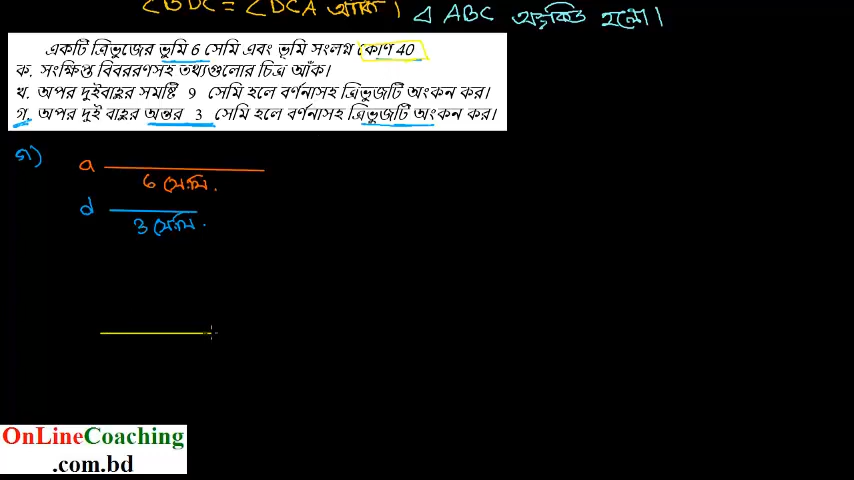 ∠BDC = ∠DCA আঁকি। △ ABC অঙ্কিত হলো।
একটি ত্রিভুজের ভুমি 6 সেমি এবং ভূমি সংলগ্ন কোণ 40
ক. সংক্ষিপ্ত বিবররণসহ তথ্যগুলোর চিত্র আঁক।
খ. অপর দুইবাহুর সমষ্টি 9 সেমি হলে বর্ণনাসহ ত্রিভুজটি অংকন কর।
গ. অপর দুই বাহুর অন্তর 3 সেমি হলে বর্ণনাসহ ত্রিভুজটি অংকন কর।
গ)
a
6 সে.মি.
d
3 সে.মি.
OnLineCoaching
.com.bd